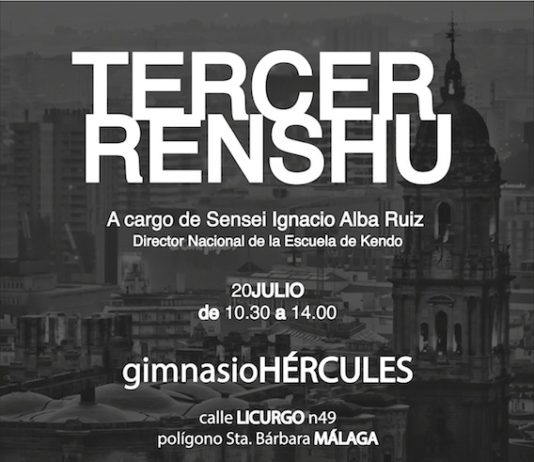 TERCER
RENSHU
A cargo de Sensei Ignacio Alba Ruiz
Director Nacional de la Escuela de Kendo
20JULIO
de 10.30 a 14.00
gimnasioHÉRCULES
calle LICURGO n49
polígono Sta. Bárbara MÁLAGA